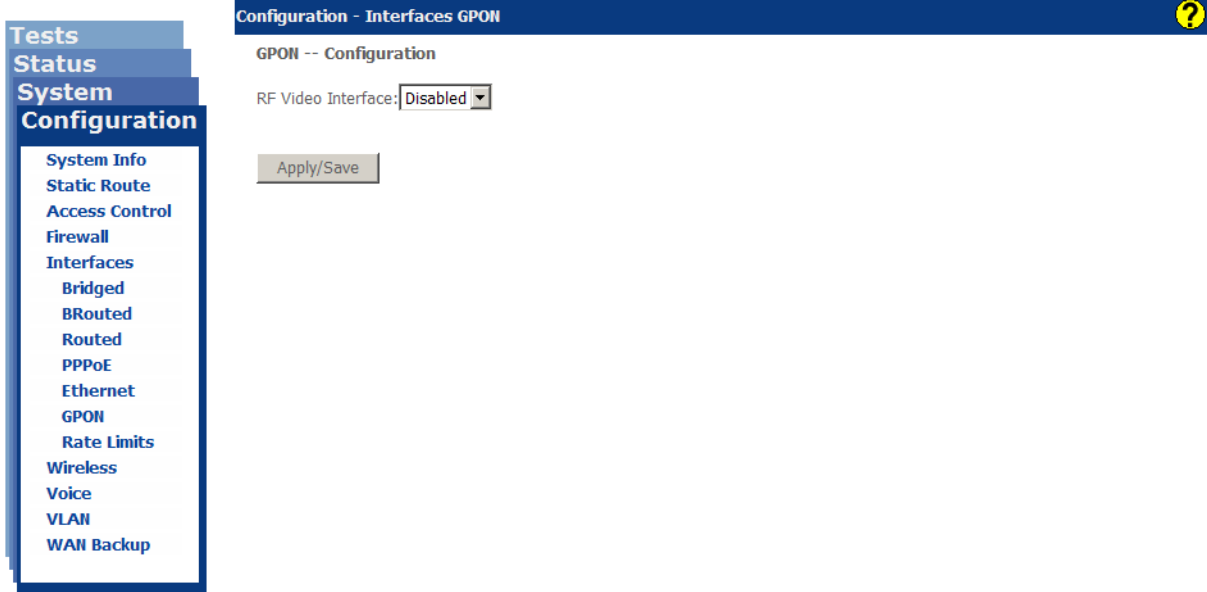 Tests
Status
System
Configuration
System Info
Static Route
Access Control
Firewall
Interfaces
Bridged
BRouted
Routed
PPPoE
Ethernet
GPON
Rate Limits
Wireless
Voice
VLAN
WAN Backup
Configuration - Interfaces GPON
?
GPON -- Configuration
RF Video Interface: Disabled
Apply/Save